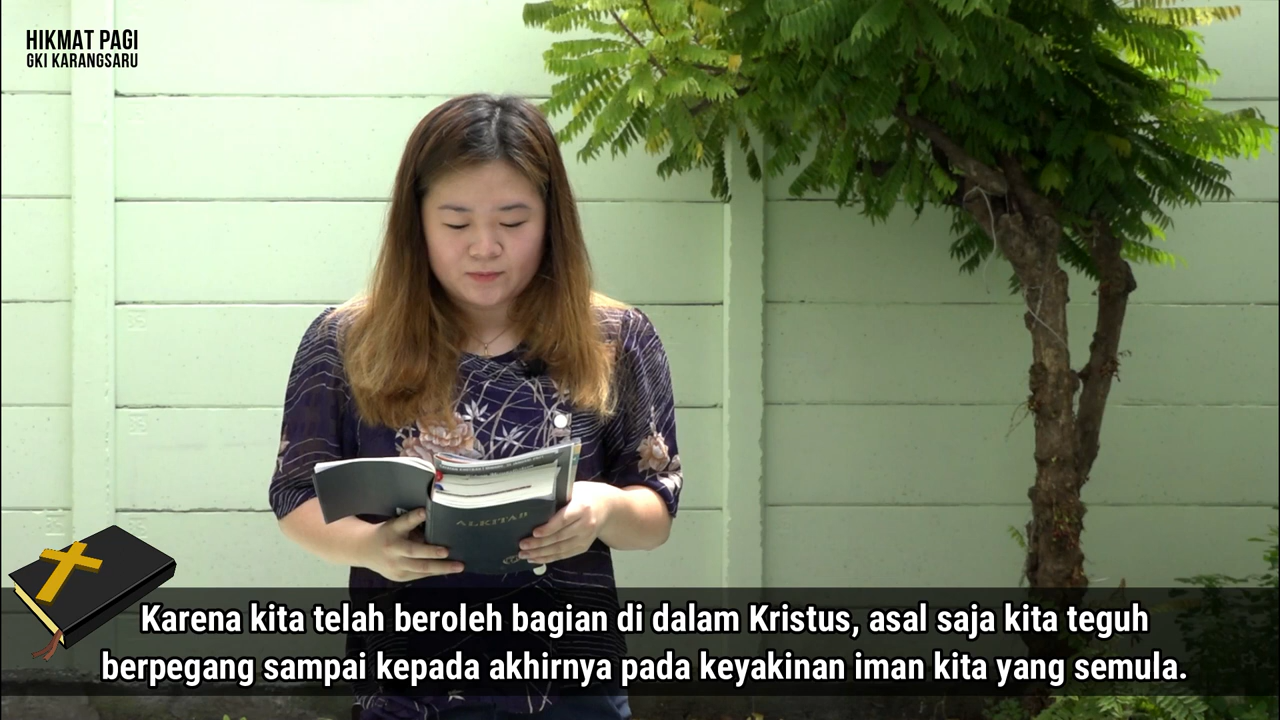 HIKMAT PAGI
GKI KARANGSARU
ALKITAB
Karena kita telah beroleh bagian di dalam Kristus, asal saja kita teguh
berpegang sampai kepada akhirnya pada keyakinan iman kita yang semula.